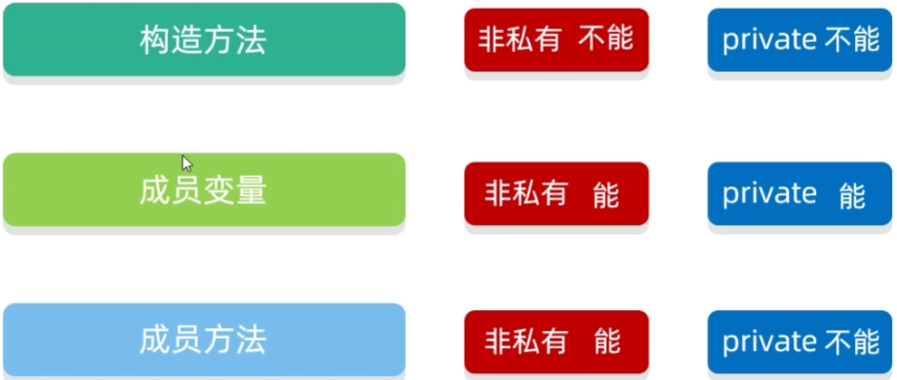 构造方法 非私有 不能 private 不能
成员变量 非私有 能 private 能
成员方法 非私有 能 private 不能